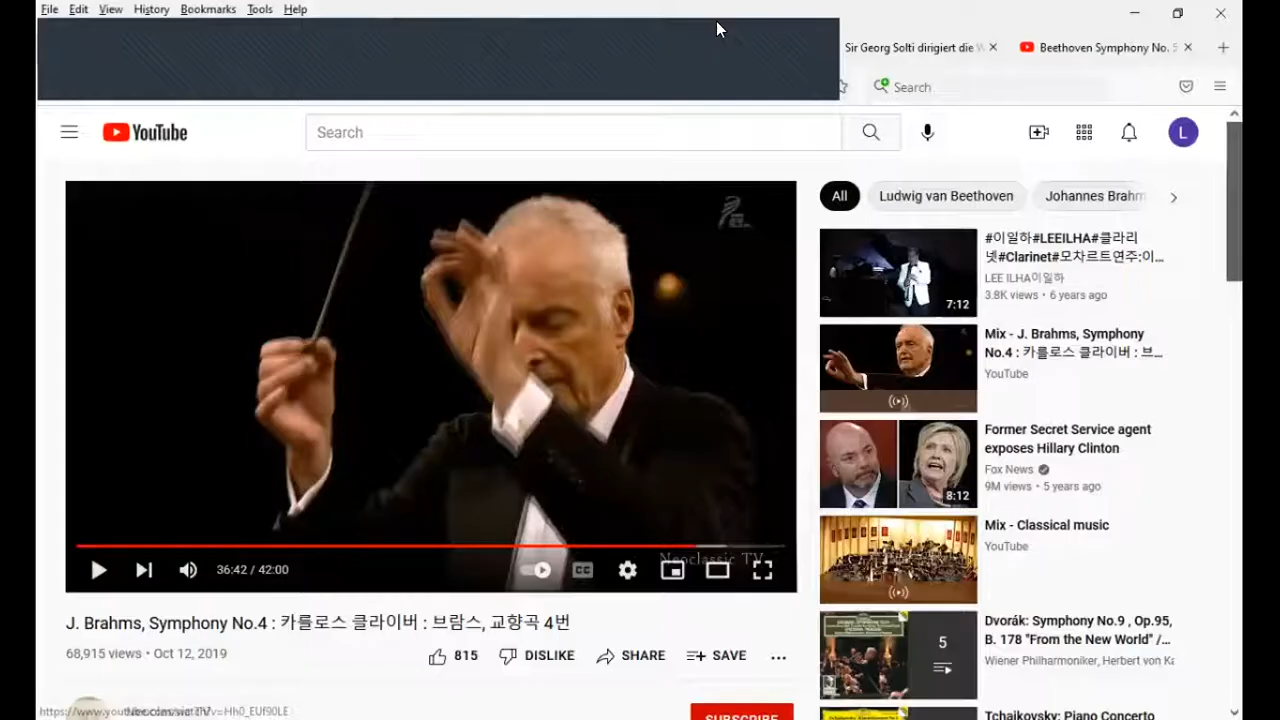 File Edit View History Bookmarks Tools Help
Sir Georg Solti dirigiert die
Beethoven Symphony No. 5
Search
YouTube
Search
L
All
Ludwig van Beethoven
Johannes Brahm
#이일하#LEEILHA#클라리
넷#Clarinet#모차르트연주:이...
LEE ILHA이일하
3.8K views • 6 years ago
7:12
Mix - J. Brahms, Symphony
No.4 : 카를로스 클라이버 : 브...
YouTube
Former Secret Service agent
exposes Hillary Clinton
Fox News
9M views • 5 years ago
8:12
Mix - Classical music
YouTube
Dvorák: Symphony No.9 , Op.95,
B. 178 "From the New World" /...
Wiener Philharmoniker, Herbert von Ka
5
Tchaikovsky: Piano Concerto
Neoclassic TV
36:42 / 42:00
CC
J. Brahms, Symphony No.4 : 카를로스 클라이버 : 브람스, 교향곡 4번
68,915 views • Oct 12, 2019
815
DISLIKE
SHARE
SAVE
SUBSCRIBE